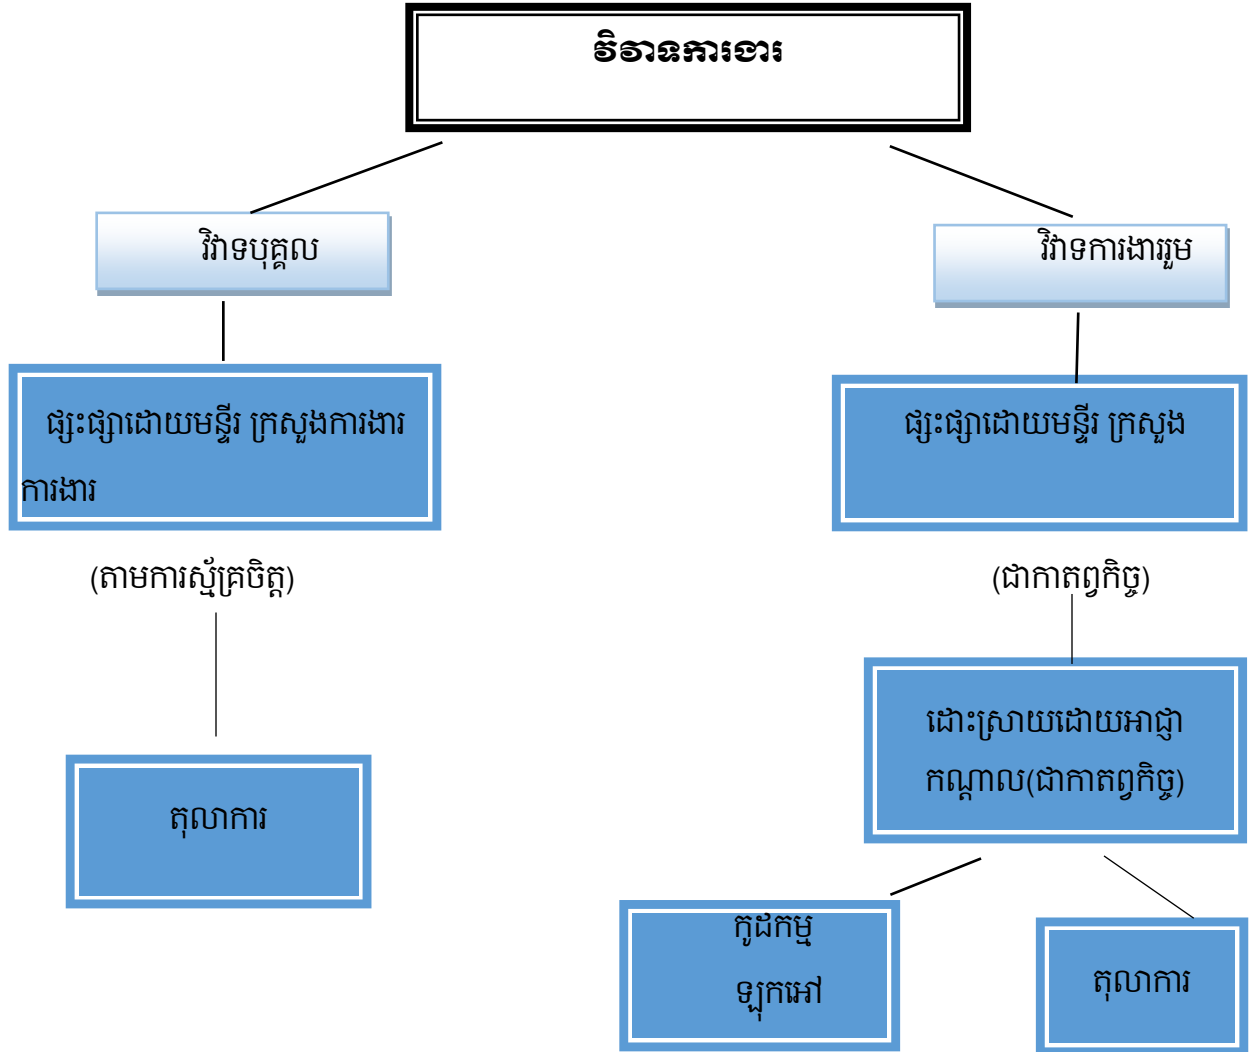 វិវាទការងារ
វិវាទបុគ្គល
វិវាទការងាររួម
ផ្សះផ្សាដោយមន្ទីរ ក្រសួងការងារ
ការងារ
ផ្សះផ្សាដោយមន្ទីរ ក្រសួង
(តាមការស្ម័គ្រចិត្ត)
(ជាកាតព្វកិច្ច)
ដោះស្រាយដោយអាជ្ញា
កណ្ដាល(ជាកាតព្វកិច្ច)
តុលាការ
កូដកម្ម
ឡុកអៅ
តុលាការ